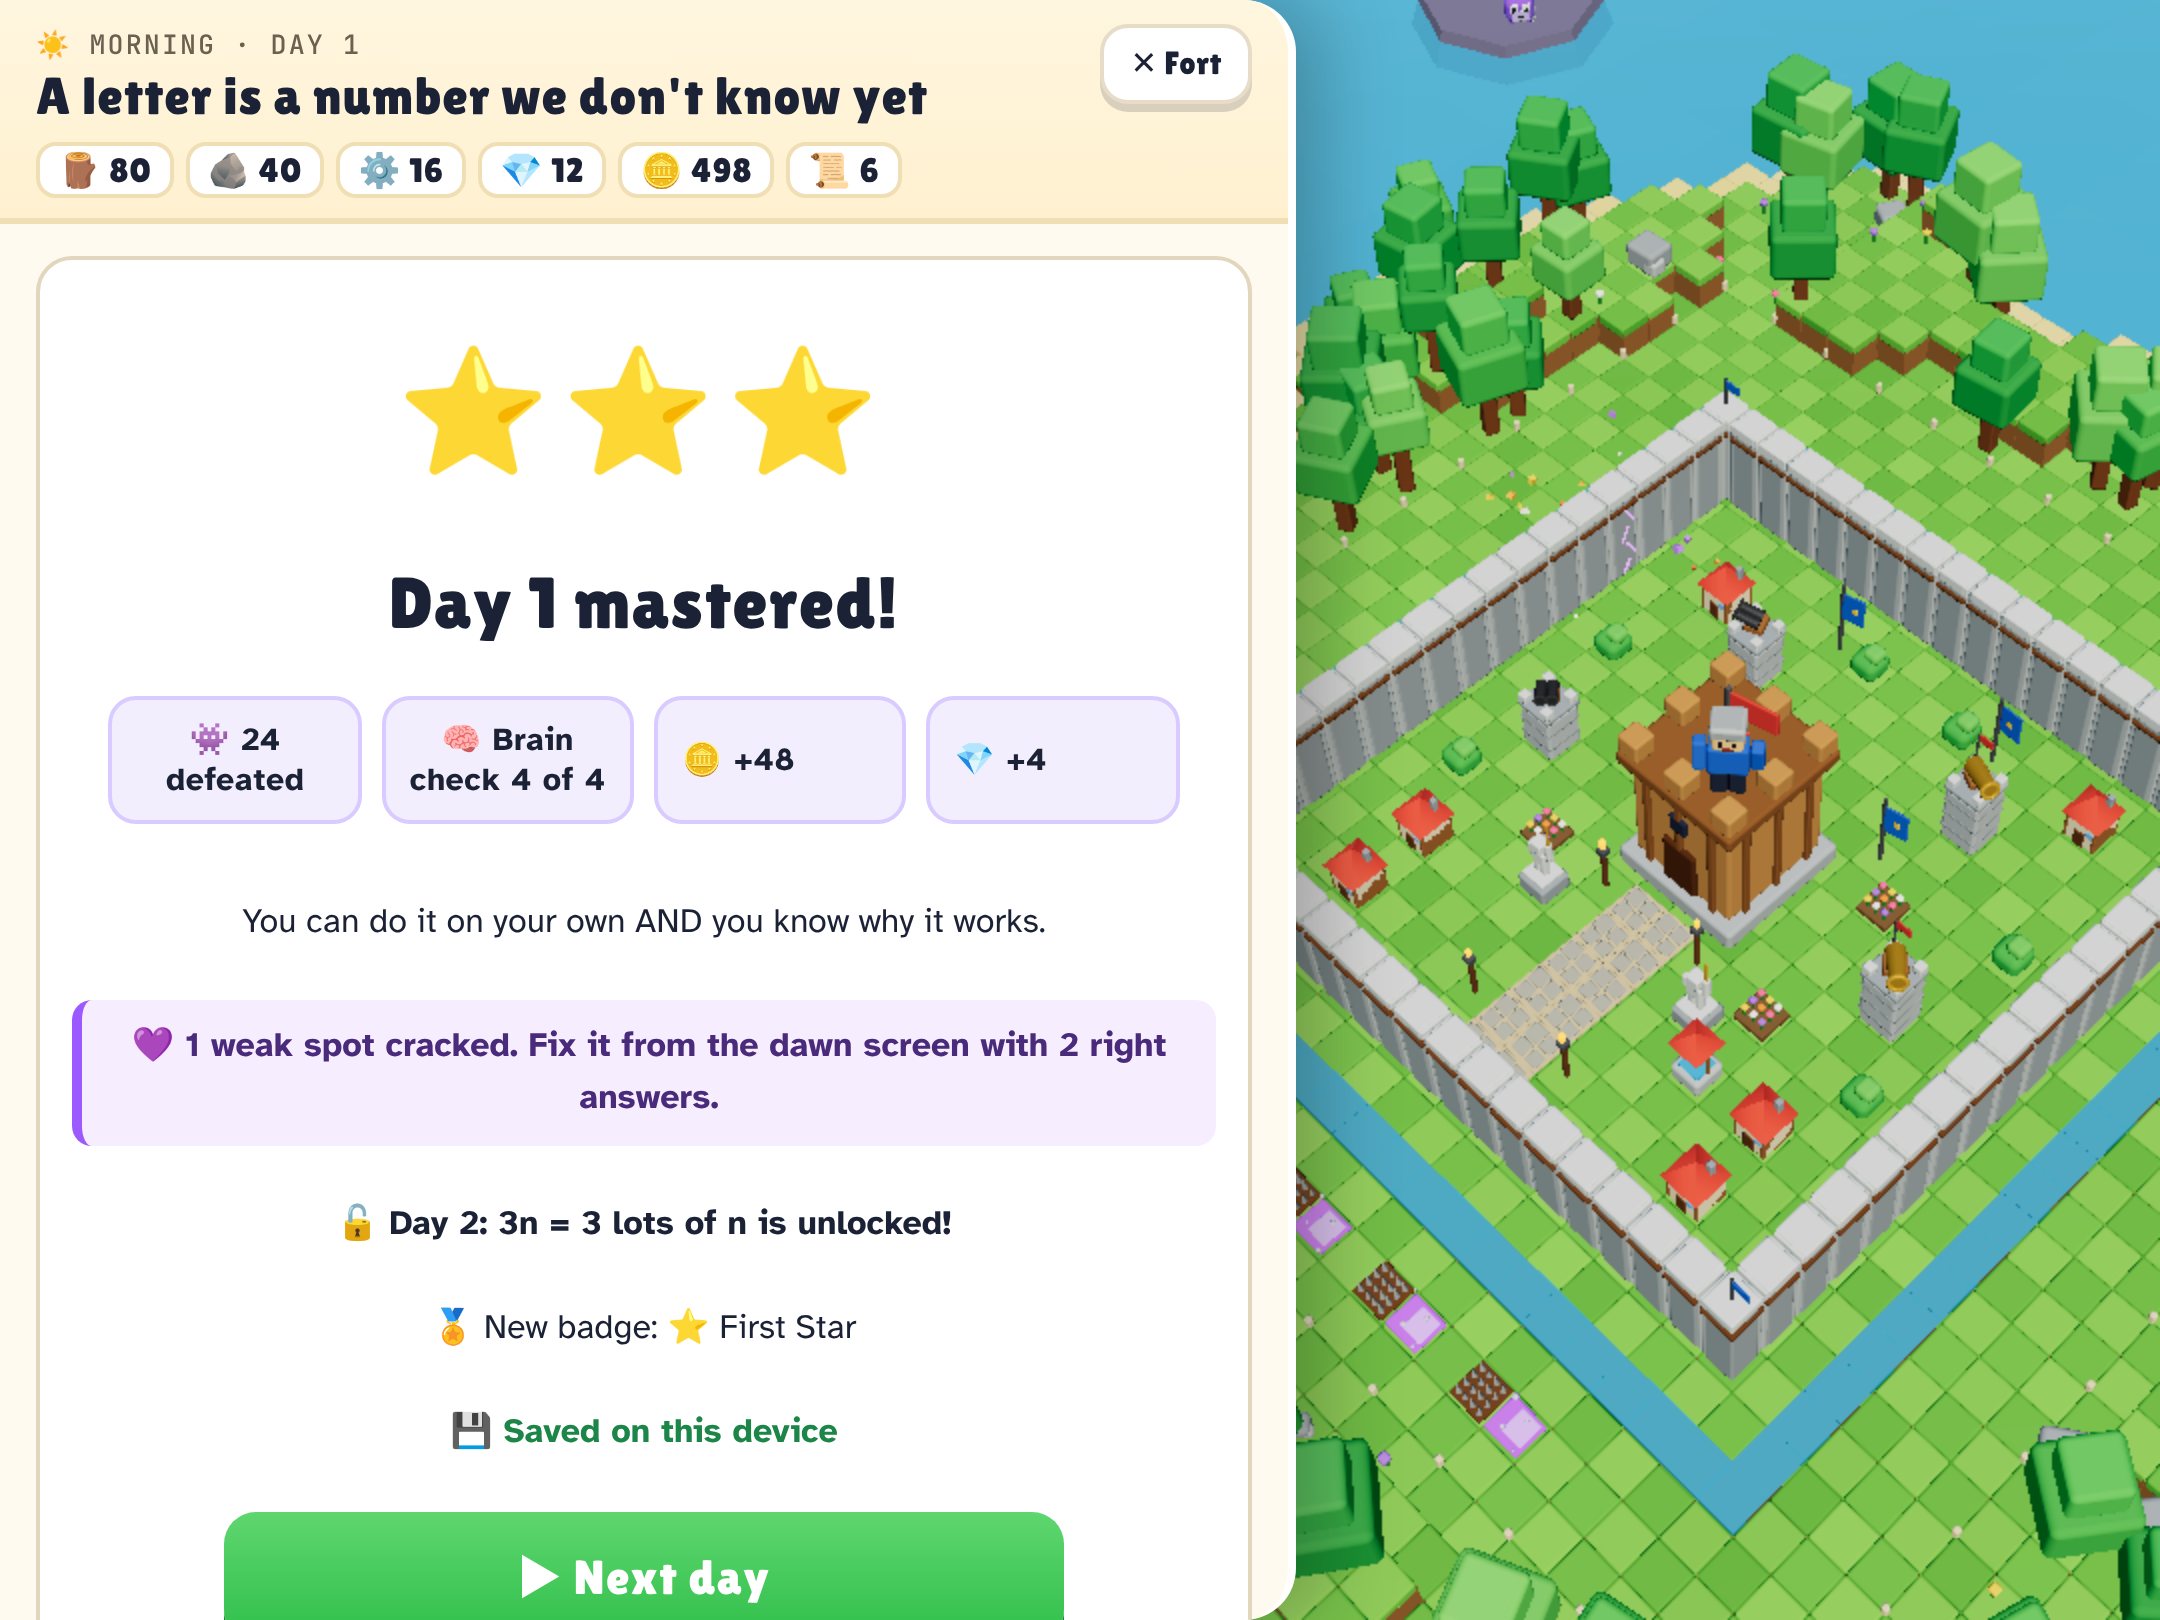 ☀️ MORNING · DAY 1
A letter is a number we don't know yet
✕ Fort
🪵 80 🪨 40 ⚙️ 16 💎 12 🪙 498 📜 6
⭐⭐⭐
Day 1 mastered!
👾 24 defeated
🧠 Brain check 4 of 4
🪙 +48
💎 +4
You can do it on your own AND you know why it works.
💜 1 weak spot cracked. Fix it from the dawn screen with 2 right
answers.
🔓 Day 2: 3n = 3 lots of n is unlocked!
🏅 New badge: ⭐ First Star
💾 Saved on this device
▶ Next day